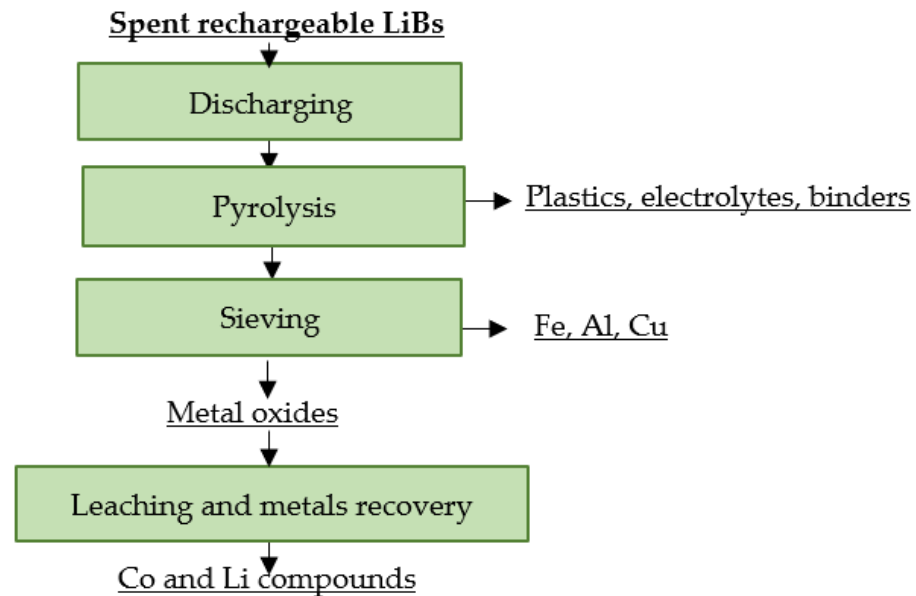 Spent rechargeable LiBs
Discharging
Pyrolysis
Plastics, electrolytes, binders
Sieving
Fe, Al, Cu
Metal oxides
Leaching and metals recovery
Co and Li compounds